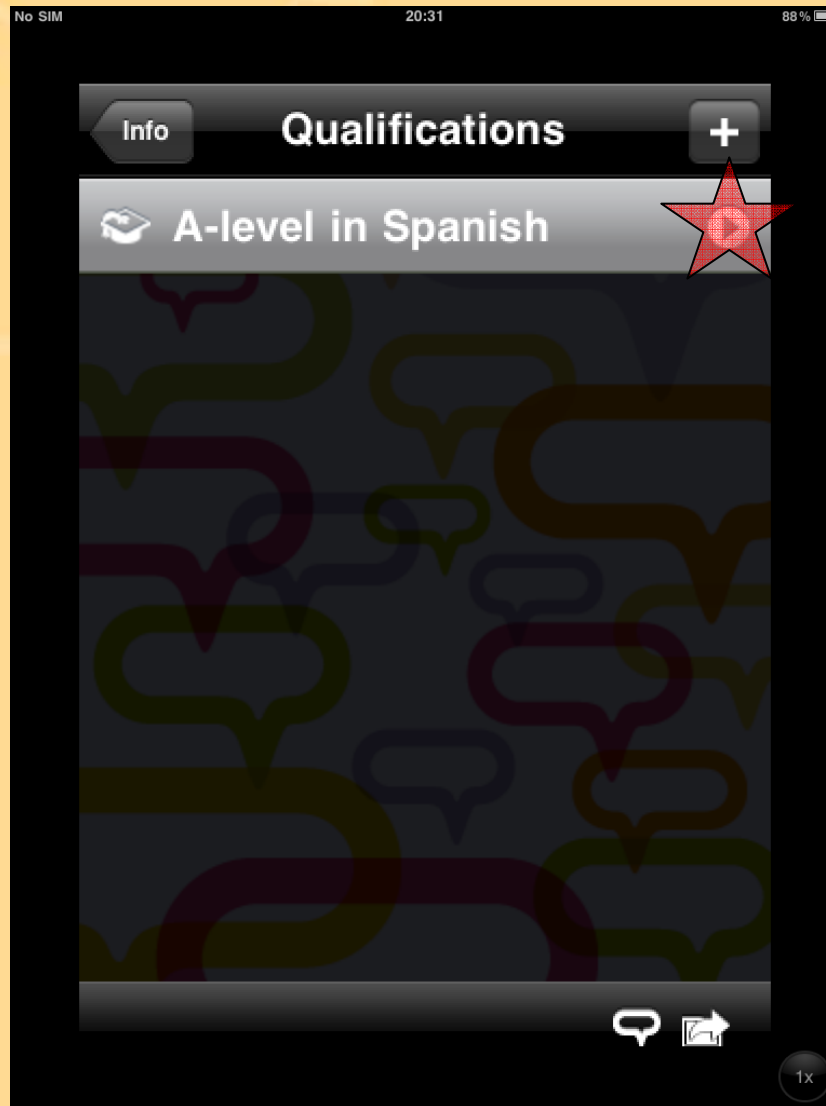 No SIM 20:31 88%
Info Qualifications +
A-level in Spanish
1x